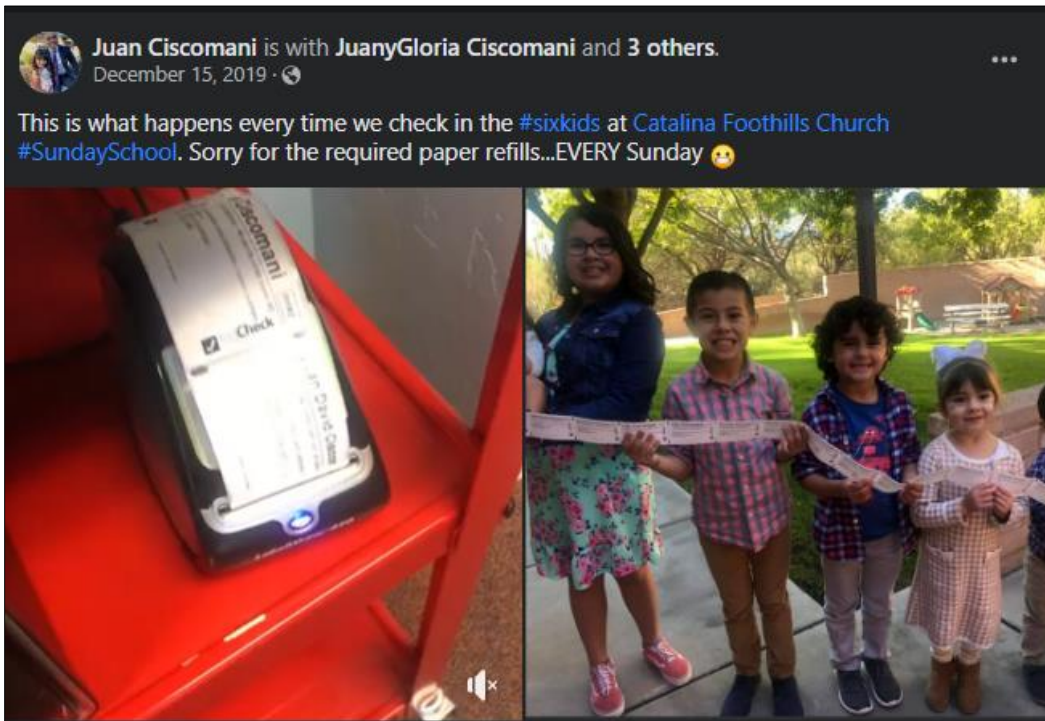 Juan Ciscomani is with JuanyGloria Ciscomani and 3 others.
December 15, 2019 ·
This is what happens every time we check in the #sixkids at Catalina Foothills Church
#SundaySchool. Sorry for the required paper refills...EVERY Sunday
Ciscomani
Check
David